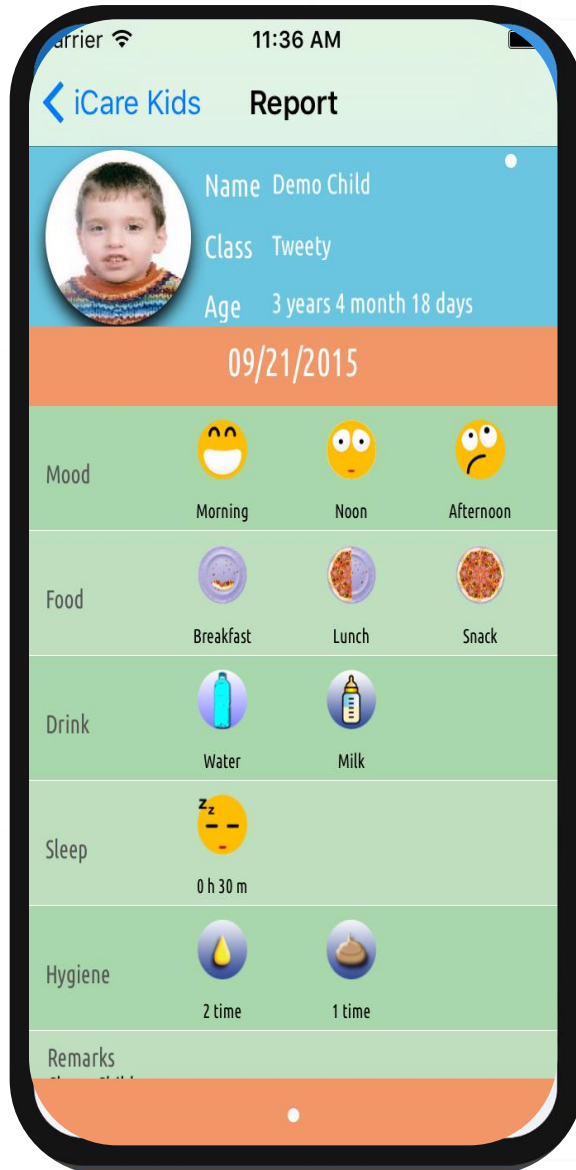 11:36 AM
iCare Kids Report
Name Demo Child
Class Tweety
Age 3 years 4 month 18 days
09/21/2015
Mood
Morning Noon Afternoon
Food
Breakfast Lunch Snack
Drink
Water Milk
zz
Sleep
0 h 30 m
Hygiene
2 time 1 time
Remarks